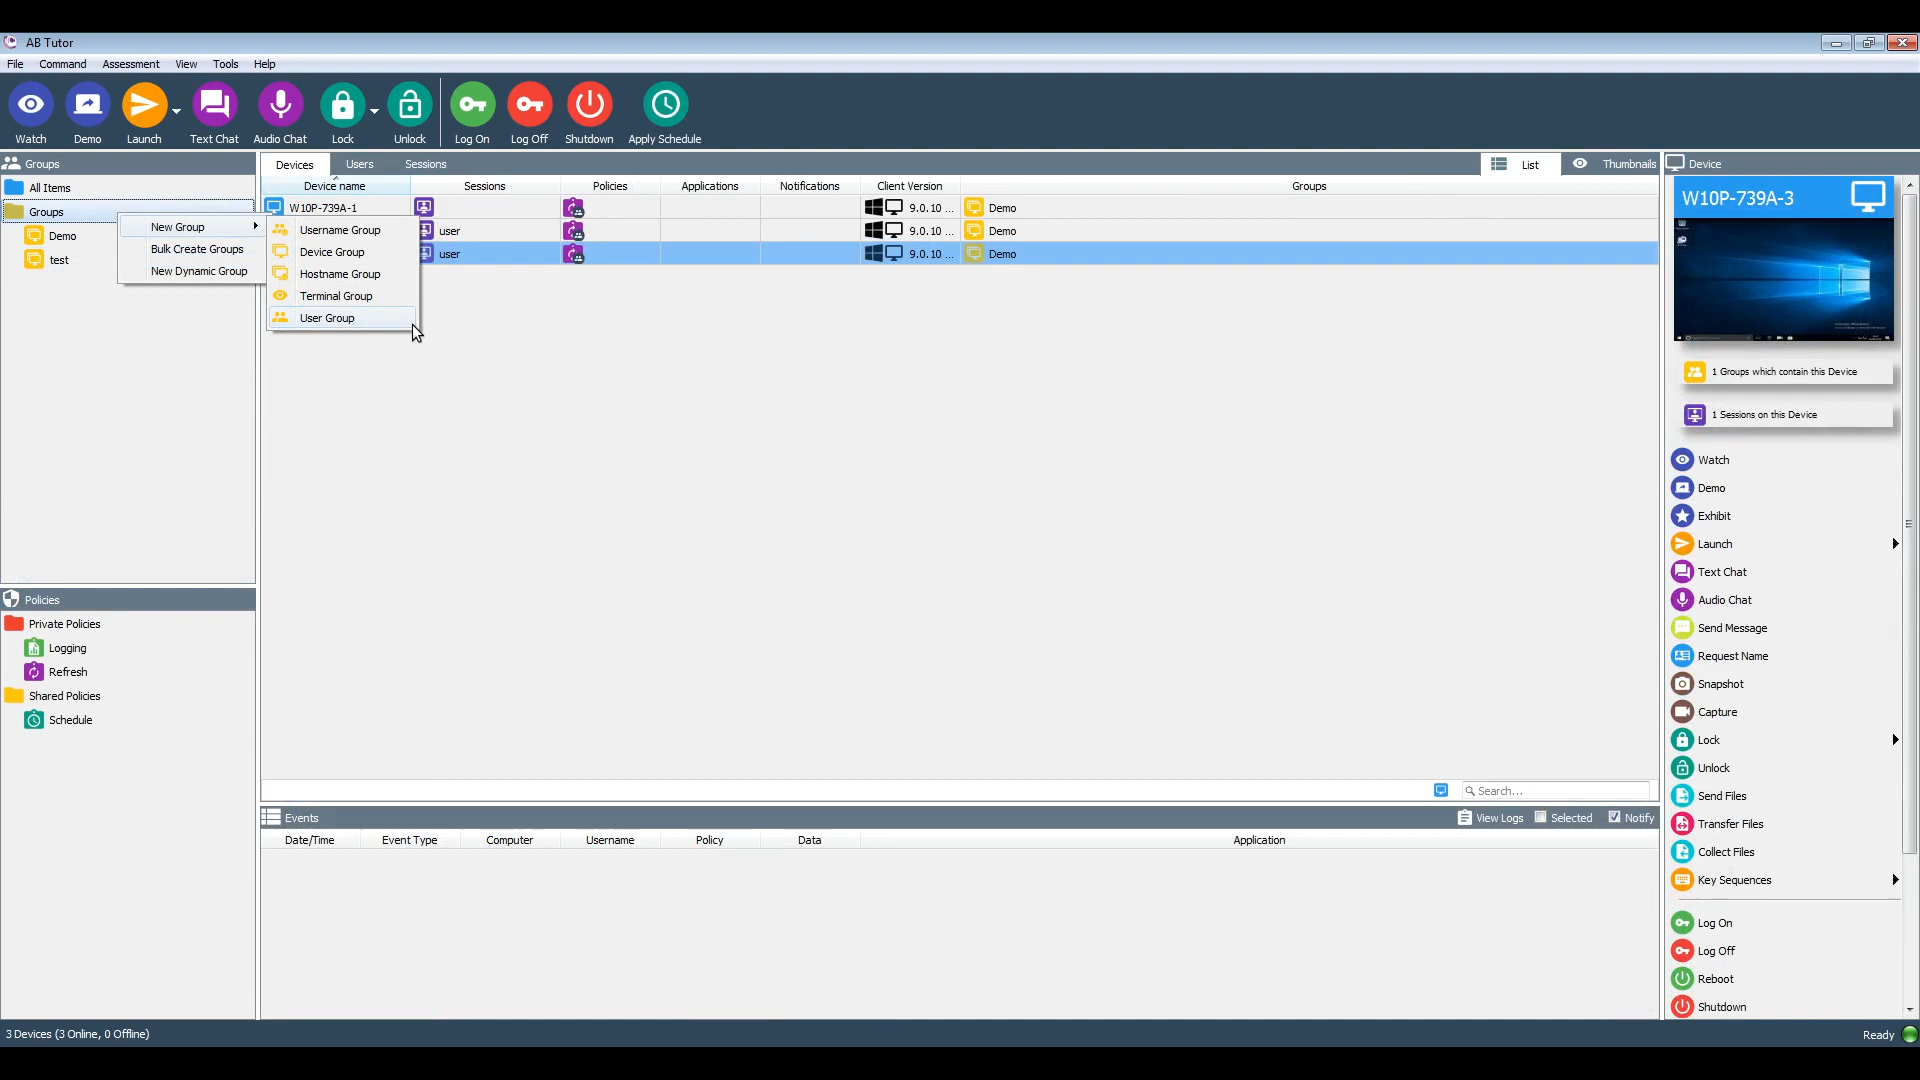 AB Tutor
File Command Assessment View Tools Help
Watch Demo Launch Text Chat Audio Chat Lock Unlock Log On Log Off Shutdown Apply Schedule
Groups
All Items
Groups
Demo
test
New Group
Bulk Create Groups
New Dynamic Group
Username Group
Device Group
Hostname Group
Terminal Group
User Group
Policies
Private Policies
Logging
Refresh
Shared Policies
Schedule
Devices Users Sessions List Thumbnails
Device name Sessions Policies Applications Notifications Client Version Groups
W10P-739A-1 9.0.10 ... Demo
user 9.0.10 ... Demo
user 9.0.10 ... Demo
Search...
Events View Logs Selected Notify
Date/Time Event Type Computer Username Policy Data Application
Device
W10P-739A-3
1 Groups which contain this Device
1 Sessions on this Device
Watch
Demo
Exhibit
Launch
Text Chat
Audio Chat
Send Message
Request Name
Snapshot
Capture
Lock
Unlock
Send Files
Transfer Files
Collect Files
Key Sequences
Log On
Log Off
Reboot
Shutdown
3 Devices (3 Online, 0 Offline) Ready